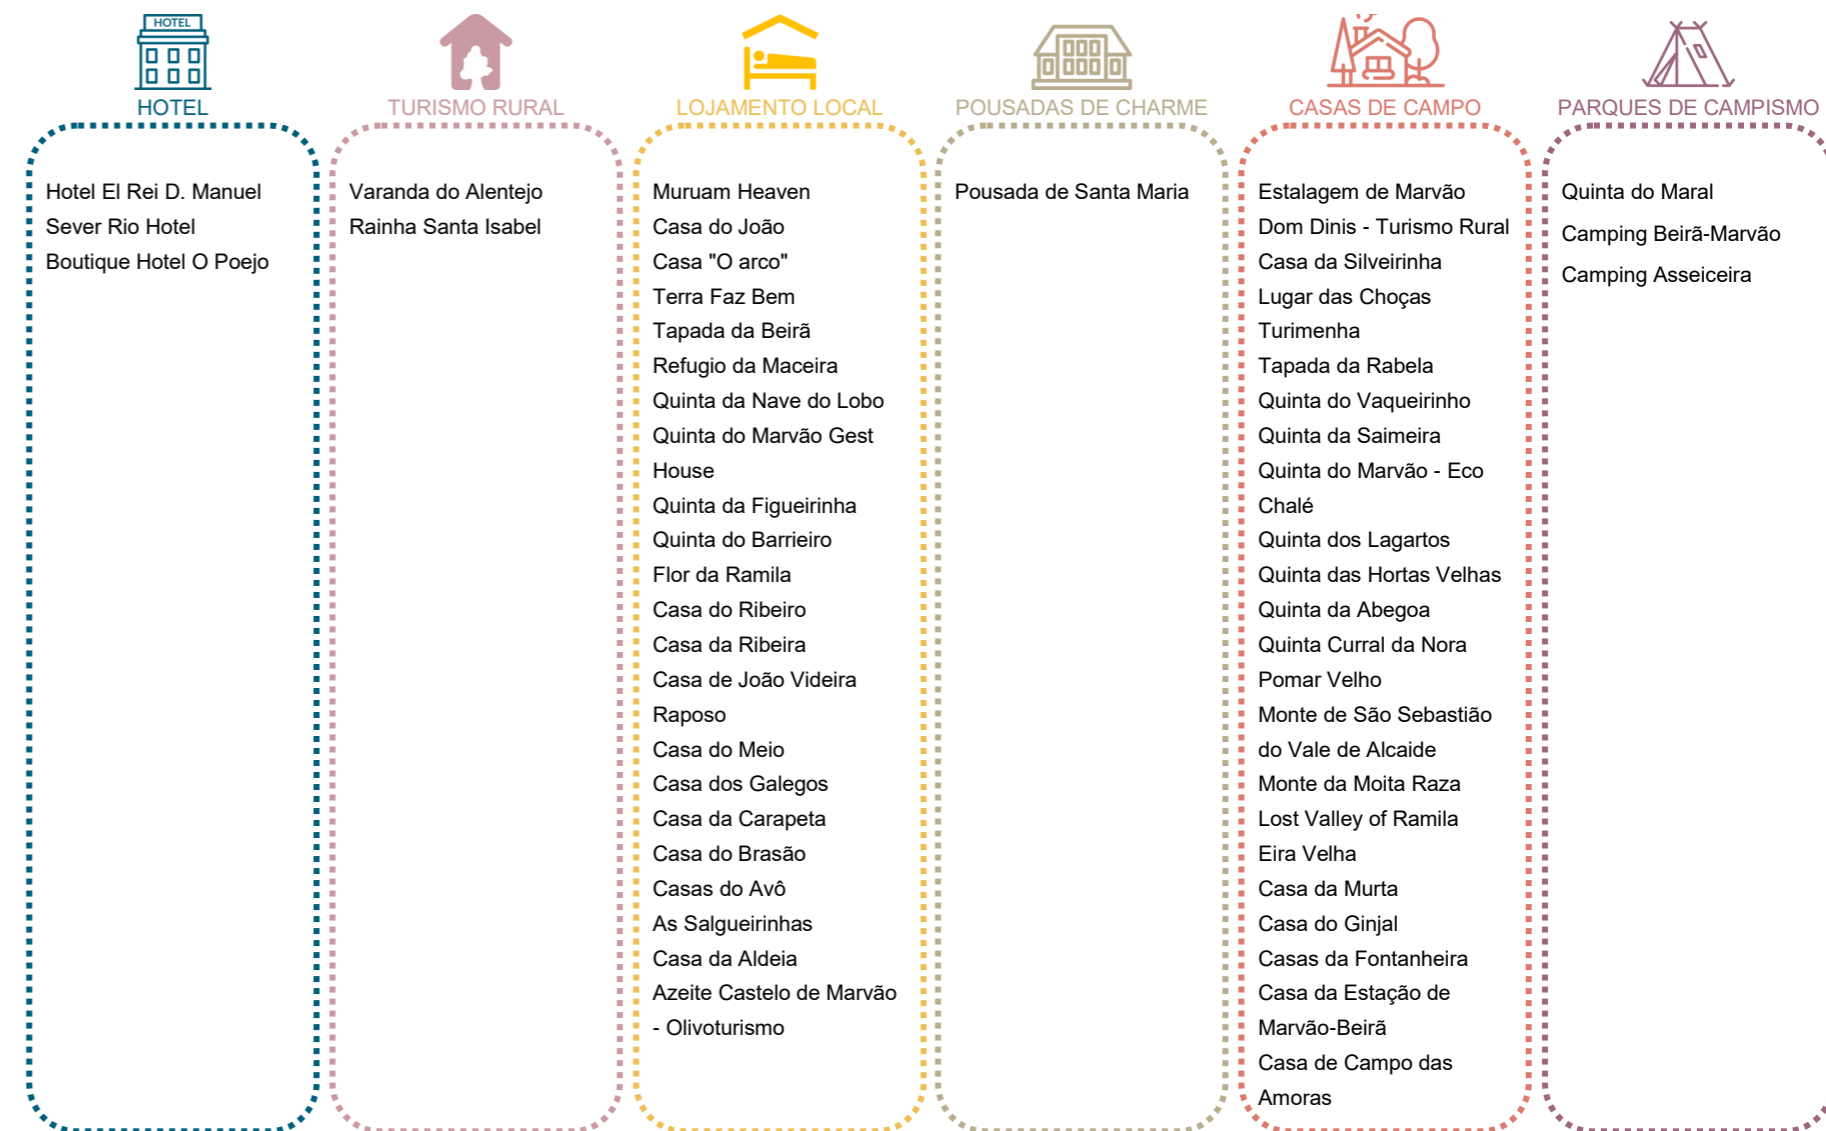 HOTEL
HOTEL
Hotel El Rei D. Manuel
Sever Rio Hotel
Boutique Hotel O Poejo
TURISMO RURAL
Varanda do Alentejo
Rainha Santa Isabel
LOJAMENTO LOCAL
Muruam Heaven
Casa do João
Casa "O arco"
Terra Faz Bem
Tapada da Beirã
Refugio da Maceira
Quinta da Nave do Lobo
Quinta do Marvão Gest
House
Quinta da Figueirinha
Quinta do Barrieiro
Flor da Ramila
Casa do Ribeiro
Casa da Ribeira
Casa de João Videira
Raposo
Casa do Meio
Casa dos Galegos
Casa da Carapeta
Casa do Brasão
Casas do Avô
As Salgueirinhas
Casa da Aldeia
Azeite Castelo de Marvão
- Olivoturismo
POUSADAS DE CHARME
Pousada de Santa Maria
CASAS DE CAMPO
Estalagem de Marvão
Dom Dinis - Turismo Rural
Casa da Silveirinha
Lugar das Choças
Turimenha
Tapada da Rabela
Quinta do Vaqueirinho
Quinta da Saimeira
Quinta do Marvão - Eco
Chalé
Quinta dos Lagartos
Quinta das Hortas Velhas
Quinta da Abegoa
Quinta Curral da Nora
Pomar Velho
Monte de São Sebastião
do Vale de Alcaide
Monte da Moita Raza
Lost Valley of Ramila
Eira Velha
Casa da Murta
Casa do Ginjal
Casas da Fontanheira
Casa da Estação de
Marvão-Beirã
Casa de Campo das
Amoras
PARQUES DE CAMPISMO
Quinta do Maral
Camping Beirã-Marvão
Camping Asseiceira